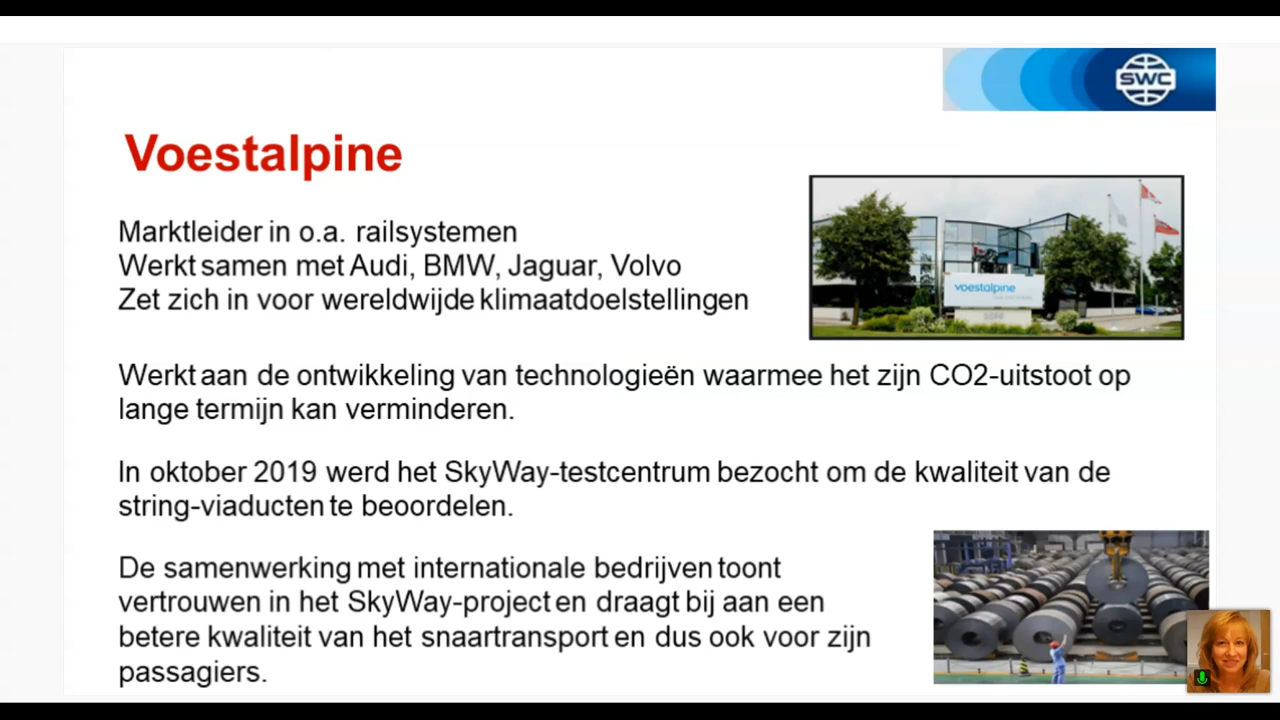 SWC
Voestalpine
Marktleider in o.a. railsystemen
Werkt samen met Audi, BMW, Jaguar, Volvo
Zet zich in voor wereldwijde klimaatdoelstellingen
voestalpine
Werkt aan de ontwikkeling van technologieën waarmee het zijn CO2-uitstoot op
lange termijn kan verminderen.
In oktober 2019 werd het SkyWay-testcentrum bezocht om de kwaliteit van de
string-viaducten te beoordelen.
De samenwerking met internationale bedrijven toont
vertrouwen in het SkyWay-project en draagt bij aan een
betere kwaliteit van het snaartransport en dus ook voor zijn
passagiers.